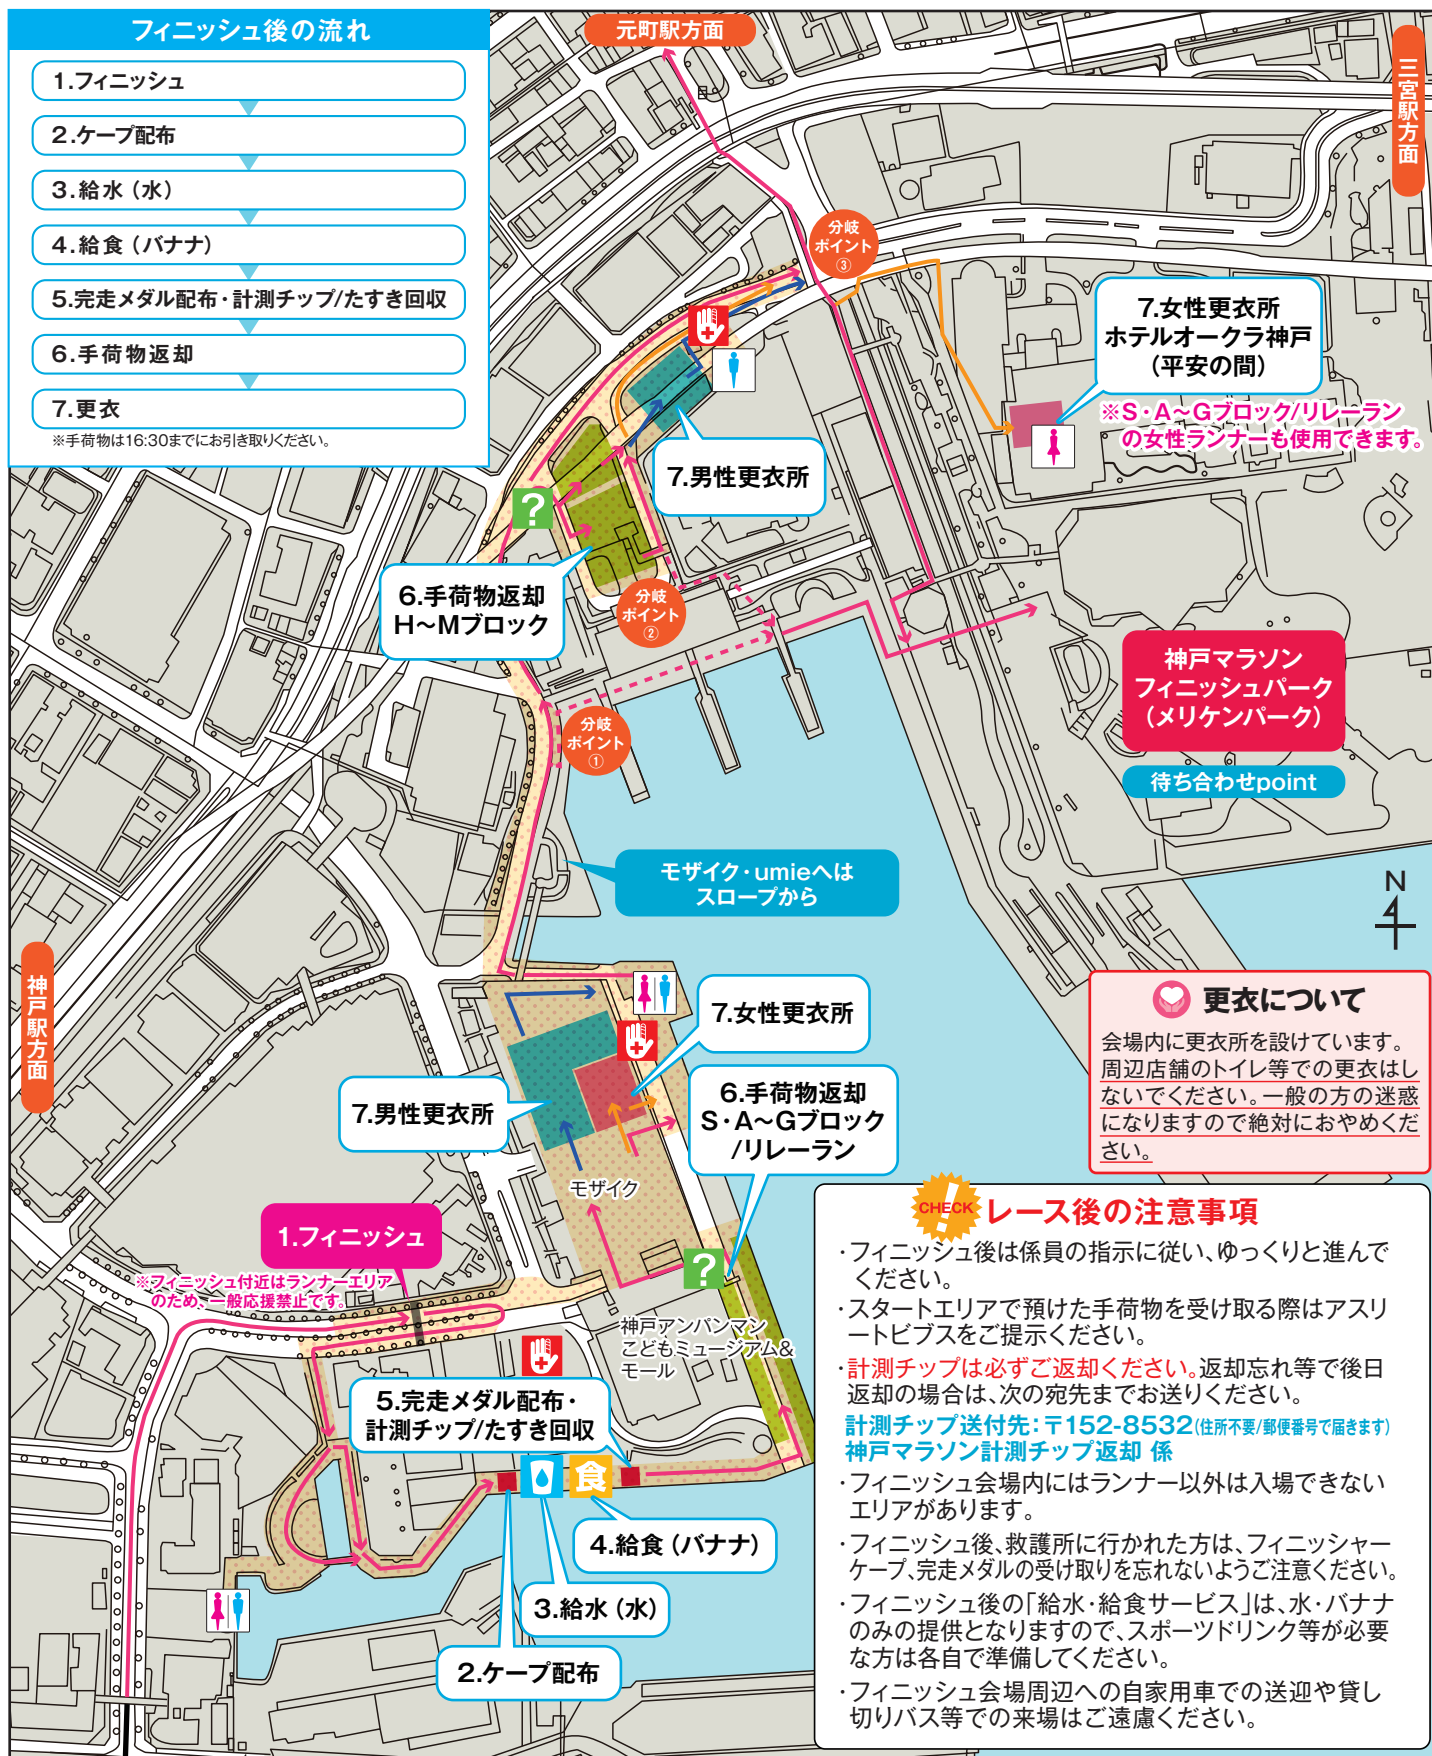 フィニッシュ後の流れ
1.フィニッシュ
2.ケープ配布
3.給水（水）
4.給食（バナナ）
5.完走メダル配布・計測チップ/たすき回収
6.手荷物返却
7.更衣
※手荷物は16:30までにお引き取りください。
元町駅方面
三宮駅方面
分岐
ポイント
③
7.女性更衣所
ホテルオークラ神戸
（平安の間）
※S・A〜Gブロック/リレーラン
の女性ランナーも使用できます。
7.男性更衣所
?
6.手荷物返却
H〜Mブロック
分岐
ポイント
②
神戸マラソン
フィニッシュパーク
（メリケンパーク）
待ち合わせpoint
分岐
ポイント
①
モザイク・umieへは
スロープから
N
神戸駅方面
更衣について
会場内に更衣所を設けています。
周辺店舗のトイレ等での更衣はし
ないでください。一般の方の迷惑
になりますので絶対におやめくだ
さい。
7.女性更衣所
7.男性更衣所
6.手荷物返却
S・A〜Gブロック
/リレーラン
モザイク
1.フィニッシュ
※フィニッシュ付近はランナーエリア
のため、一般応援禁止です。
?
神戸アンパンマン
こどもミュージアム&
モール
5.完走メダル配布・
計測チップ/たすき回収
食
4.給食（バナナ）
3.給水（水）
2.ケープ配布
CHECK
!
レース後の注意事項
・フィニッシュ後は係員の指示に従い、ゆっくりと進んで
ください。
・スタートエリアで預けた手荷物を受け取る際はアスリ
ートビブスをご提示ください。
・計測チップは必ずご返却ください。返却忘れ等で後日
返却の場合は、次の宛先までお送りください。
計測チップ送付先：〒152-8532(住所不要/郵便番号で届きます)
神戸マラソン計測チップ返却 係
・フィニッシュ会場内にはランナー以外は入場できない
エリアがあります。
・フィニッシュ後、救護所に行かれた方は、フィニッシャー
ケープ、完走メダルの受け取りを忘れないようご注意ください。
・フィニッシュ後の「給水・給食サービス」は、水・バナナ
のみの提供となりますので、スポーツドリンク等が必要
な方は各自で準備してください。
・フィニッシュ会場周辺への自家用車での送迎や貸し
切りバス等での来場はご遠慮ください。